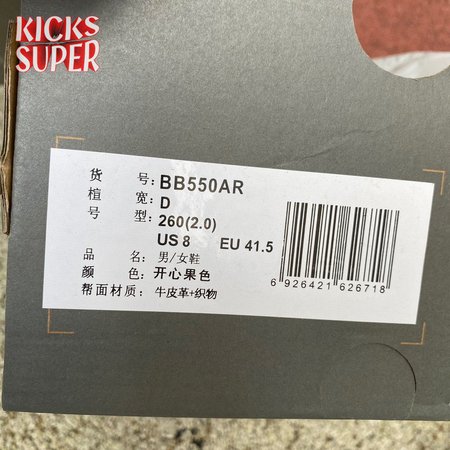 KICKS
SUPER
货 号: BB550AR
楦 宽: D
号 型: 260(2.0)
US 8 EU 41.5
品 名: 男/女鞋
颜 色: 开心果色
帮面材质: 牛皮革+织物
6 926421 626718